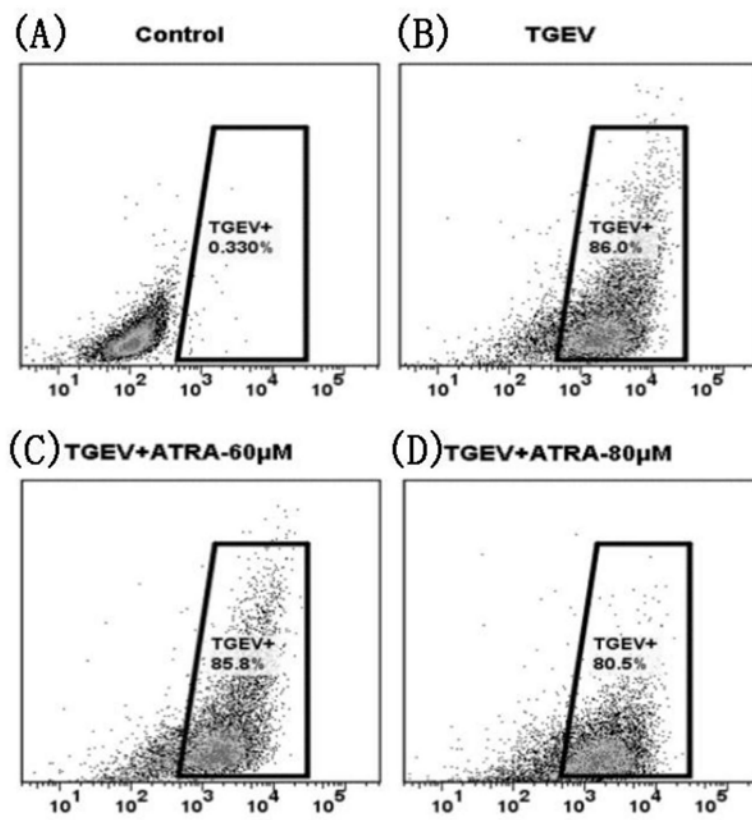 (A) Control
(B) TGEV
TGEV+
0.330%
TGEV+
86.0%
10¹ 10² 10³ 10⁴ 10⁵
10¹ 10² 10³ 10⁴ 10⁵
(C) TGEV+ATRA-60μM
(D) TGEV+ATRA-80μM
TGEV+
85.8%
TGEV+
80.5%
10¹ 10² 10³ 10⁴ 10⁵
10¹ 10² 10³ 10⁴ 10⁵